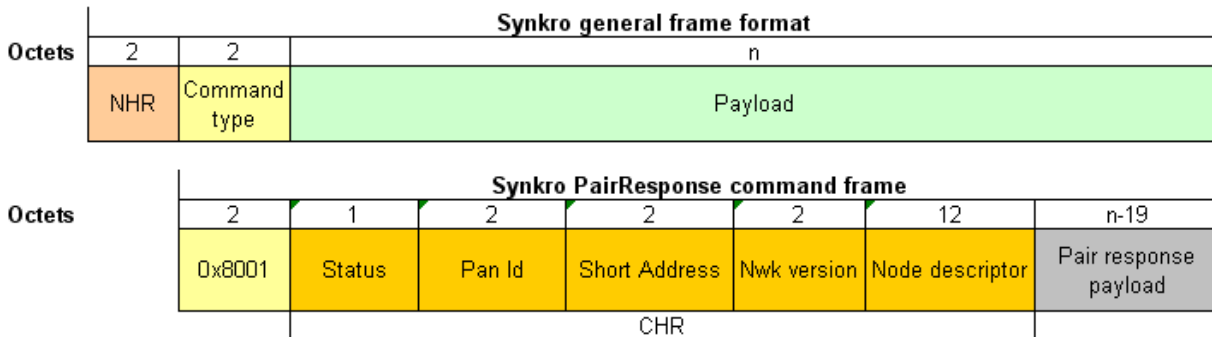 Synkro general frame format
Octets 2 2 n
NHR Command type Payload
Synkro PairResponse command frame
Octets 2 1 2 2 2 12 n-19
0x8001 Status Pan Id Short Address Nwk version Node descriptor Pair response payload
CHR